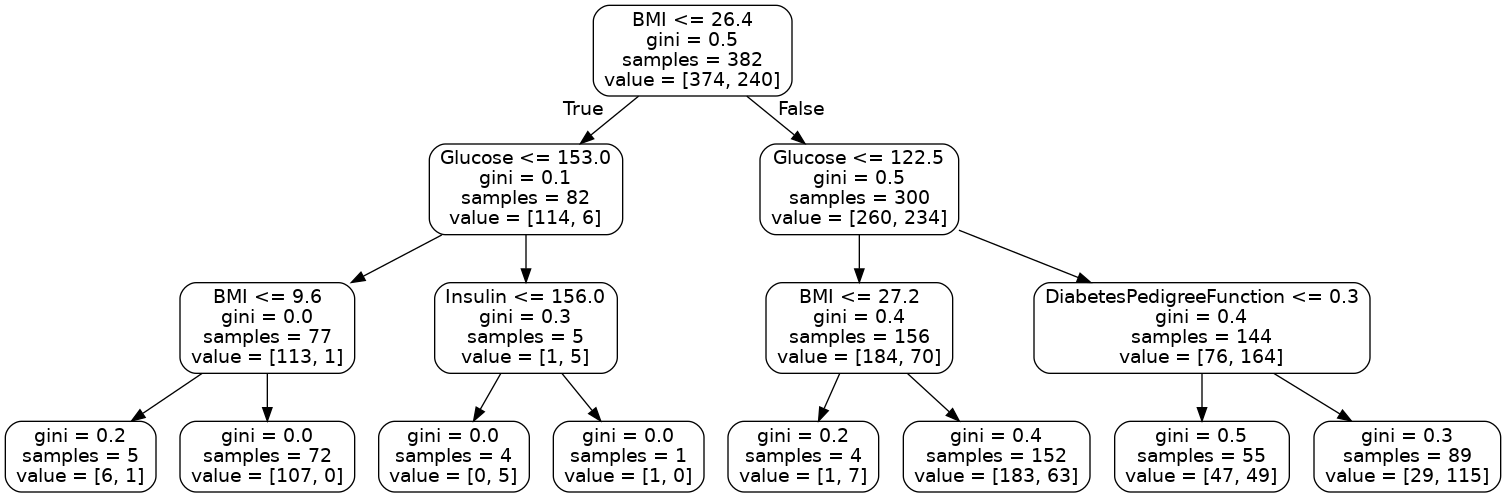 BMI <= 26.4
gini = 0.5
samples = 382
value = [374, 240]
True
False
Glucose <= 153.0
gini = 0.1
samples = 82
value = [114, 6]
Glucose <= 122.5
gini = 0.5
samples = 300
value = [260, 234]
BMI <= 9.6
gini = 0.0
samples = 77
value = [113, 1]
Insulin <= 156.0
gini = 0.3
samples = 5
value = [1, 5]
BMI <= 27.2
gini = 0.4
samples = 156
value = [184, 70]
DiabetesPedigreeFunction <= 0.3
gini = 0.4
samples = 144
value = [76, 164]
gini = 0.2
samples = 5
value = [6, 1]
gini = 0.0
samples = 72
value = [107, 0]
gini = 0.0
samples = 4
value = [0, 5]
gini = 0.0
samples = 1
value = [1, 0]
gini = 0.2
samples = 4
value = [1, 7]
gini = 0.4
samples = 152
value = [183, 63]
gini = 0.5
samples = 55
value = [47, 49]
gini = 0.3
samples = 89
value = [29, 115]